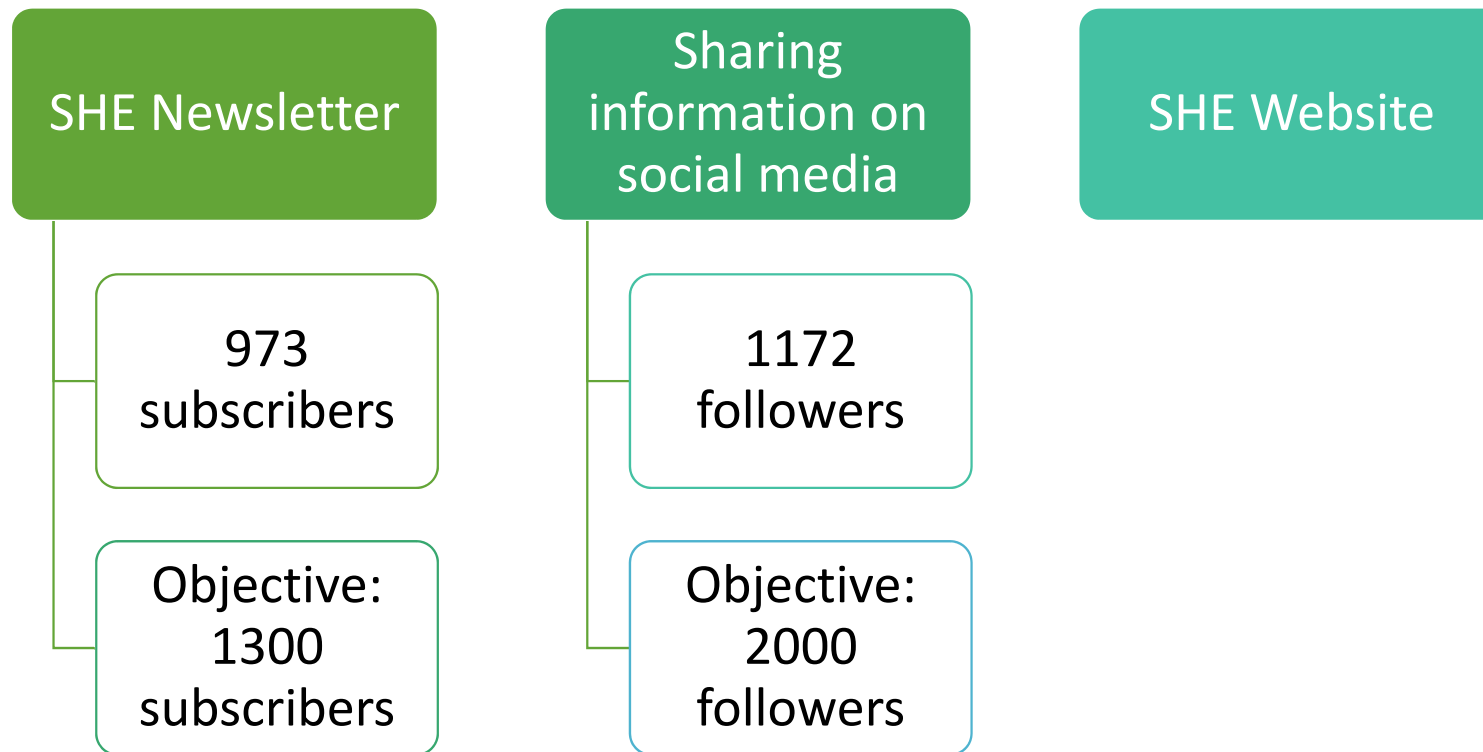 SHE Newsletter
973
subscribers
Objective:
1300
subscribers
Sharing
information on
social media
1172
followers
Objective:
2000
followers
SHE Website